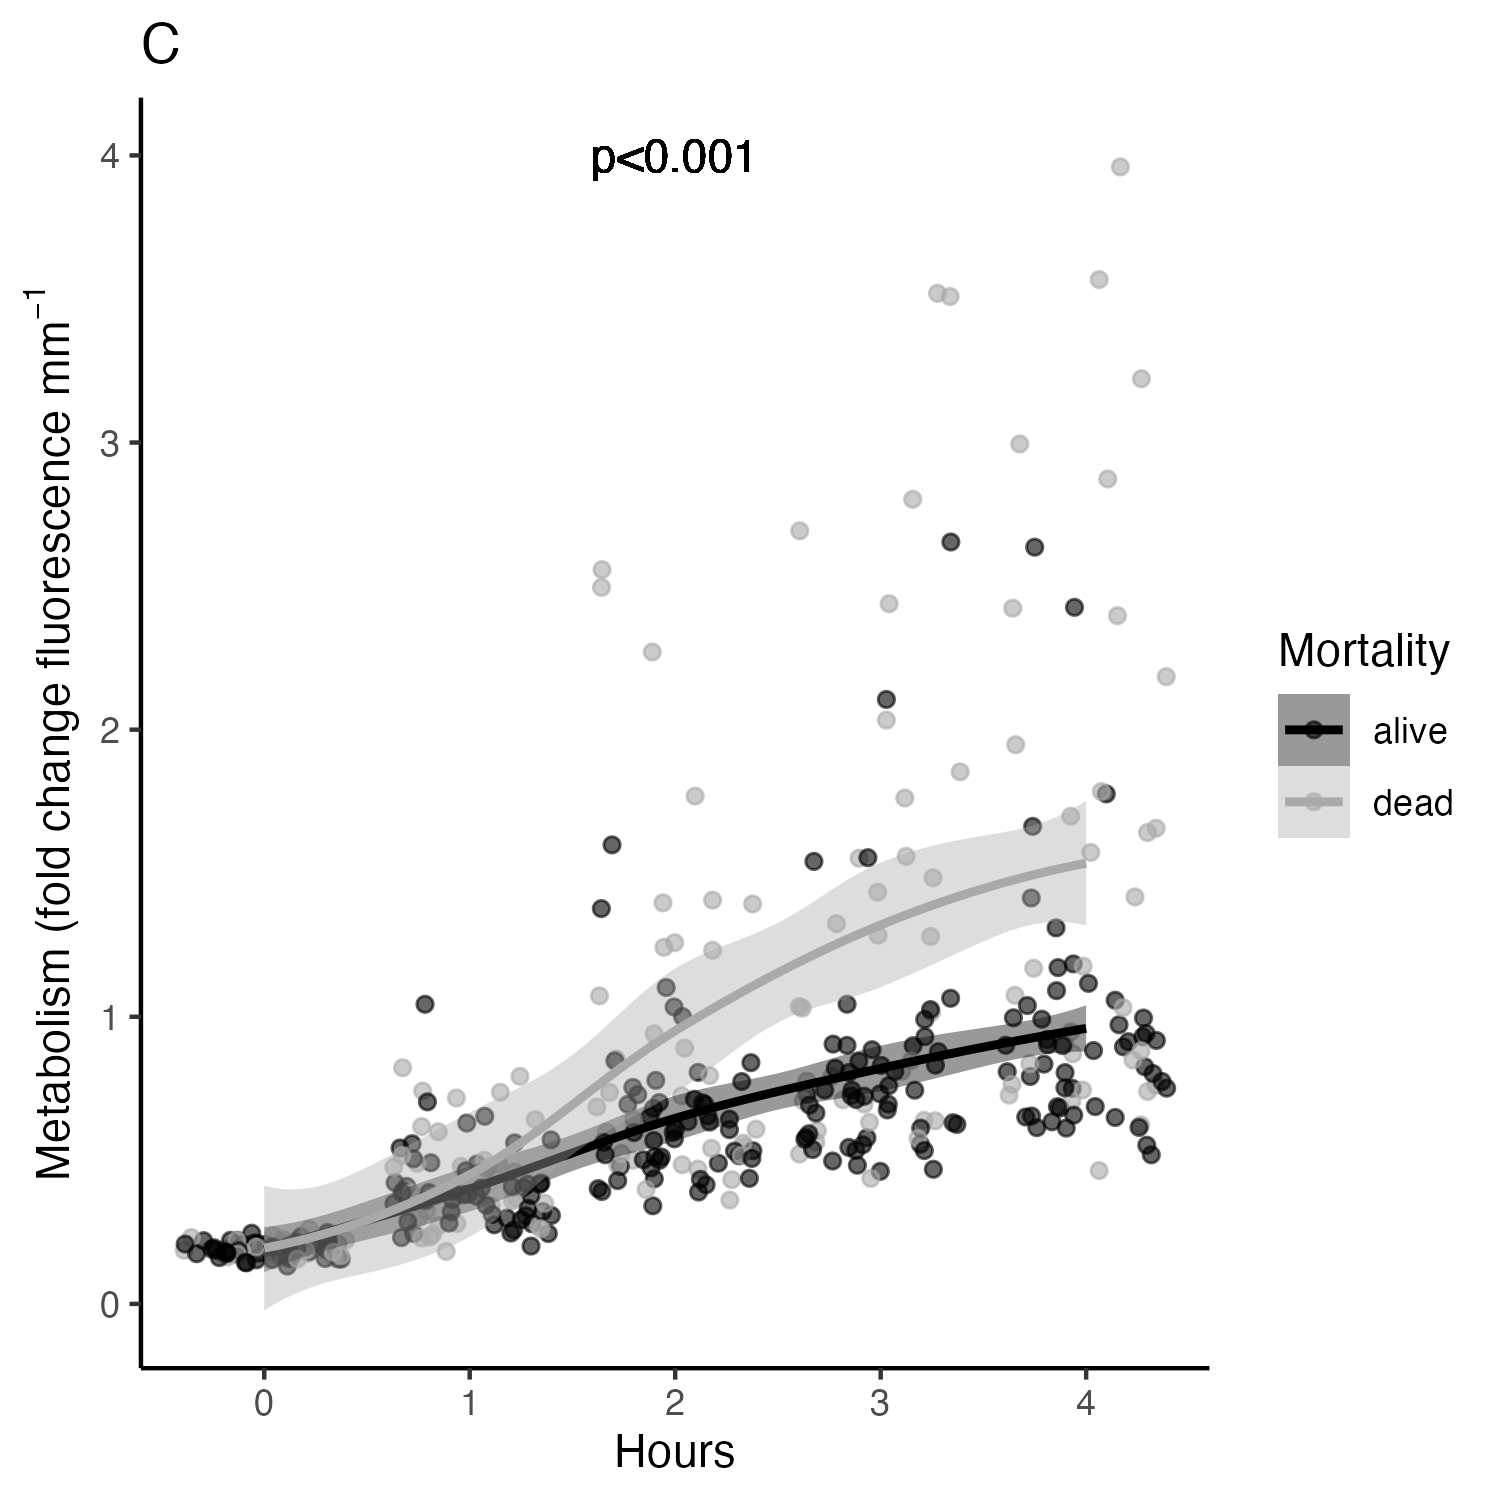 C
p<0.001
Metabolism (fold change fluorescence mm⁻¹
4
3
2
1
0
0 1 2 3 4
Hours
Mortality
alive
dead